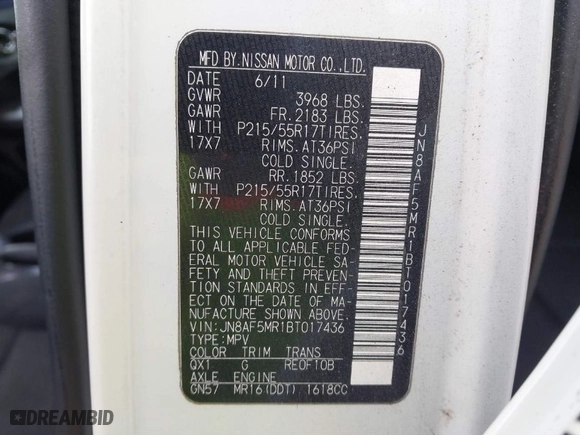 MFD BY.NISSAN MOTOR CO.,LTD.
DATE 6/11
GVWR 3968 LBS.
GAWR FR.2183 LBS.
WITH P215/55R17TIRES.
17X7 RIMS.AT36PSI
COLD SINGLE.
GAWR RR.1852 LBS.
WITH P215/55R17TIRES.
17X7 RIMS.AT36PSI
COLD SINGLE.
THIS VEHICLE CONFORMS
TO ALL APPLICABLE FED-
ERAL MOTOR VEHICLE SA-
FETY AND THEFT PREVEN-
TION STANDARDS IN EFF-
ECT ON THE DATE OF MA-
NUFACTURE SHOWN ABOVE.
VIN:JN8AF5MR1BT017436
TYPE:MPV
COLOR TRIM TRANS
QX1 G RE0F10B
AXLE ENGINE
GN57 MR16(DDT) 1618CC
JN8AF5MR1BT017436
DREAMBID